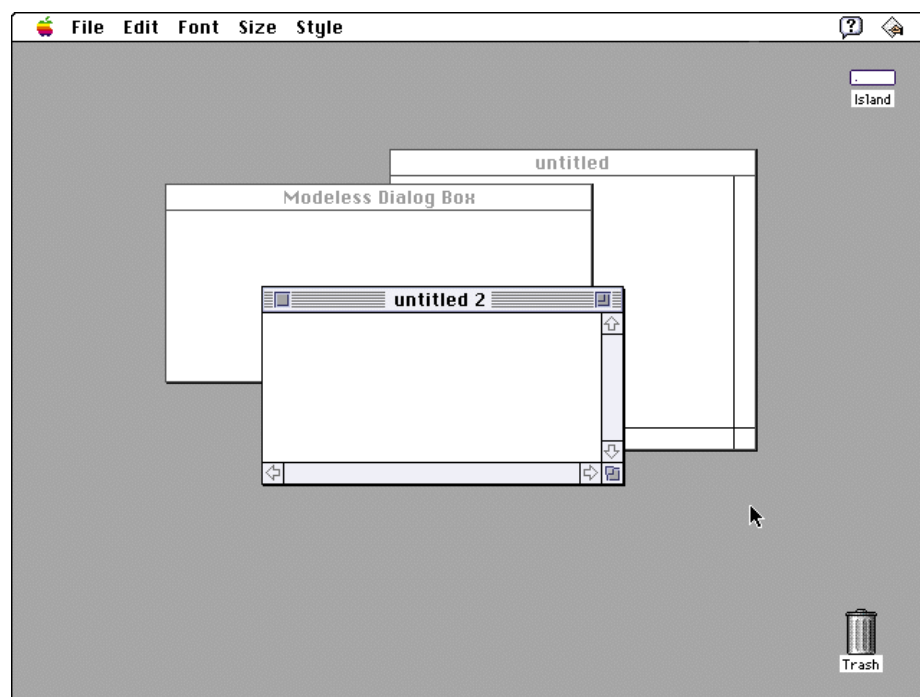 File Edit Font Size Style
?
Island
untitled
Modeless Dialog Box
untitled 2
Trash